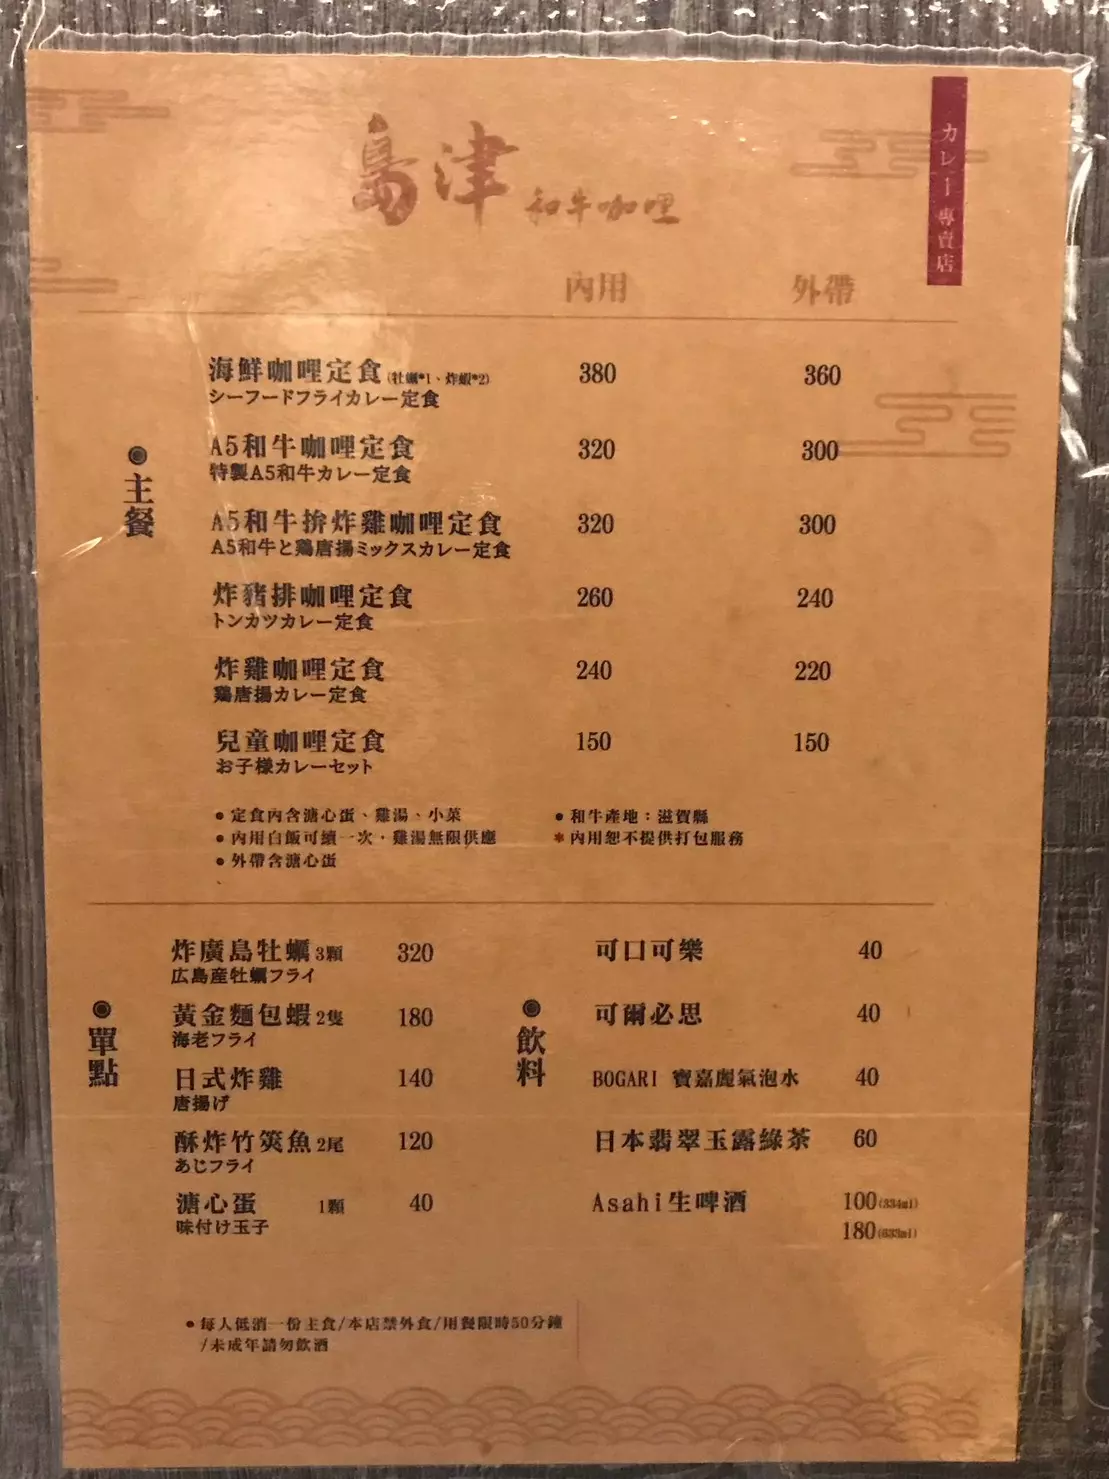 島津 和牛咖哩
カレー專賣店
內用 外帶
主餐
海鮮咖哩定食(牡蠣*1、炸蝦*2) 380 360
シーフードフライカレー定食
A5和牛咖哩定食 320 300
特製A5和牛カレー定食
A5和牛拚炸雞咖哩定食 320 300
A5和牛と鶏唐揚ミックスカレー定食
炸豬排咖哩定食 260 240
トンカツカレー定食
炸雞咖哩定食 240 220
鶏唐揚カレー定食
兒童咖哩定食 150 150
お子様カレーセット
●定食內含溏心蛋、雞湯、小菜
●內用白飯可續一次,雞湯無限供應
●外帶含溏心蛋
●和牛產地:滋賀縣
*內用恕不提供打包服務
單點
炸廣島牡蠣 3顆 320
広島産牡蠣フライ
黃金麵包蝦 2隻 180
海老フライ
日式炸雞 140
唐揚げ
酥炸竹筴魚 2尾 120
あじフライ
溏心蛋 1顆 40
味付け玉子
飲料
可口可樂 40
可爾必思 40
BOGARI 寶嘉麗氣泡水 40
日本翡翠玉露綠茶 60
Asahi生啤酒 100(334ml)
180(633ml)
●每人低消一份主食/本店禁外食/用餐限時50分鐘
/未成年請勿飲酒